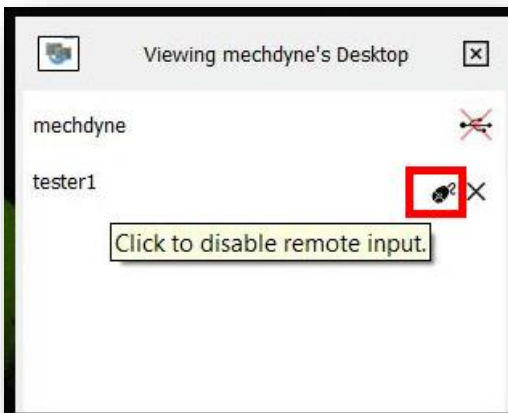 Viewing mechdyne's Desktop
mechdyne
tester1
Click to disable remote input.